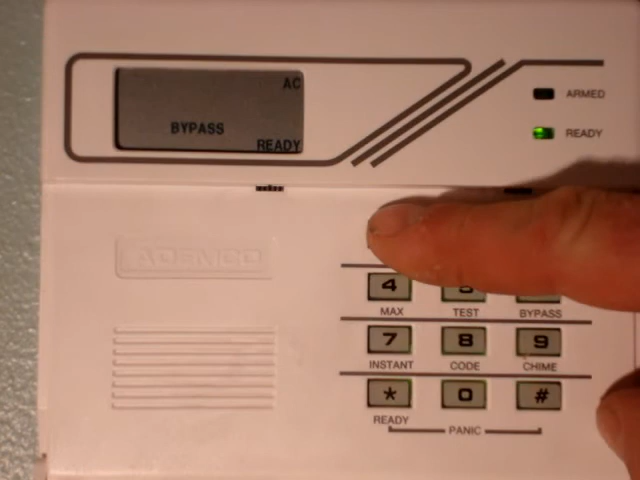 AC
BYPASS
READY
ARMED
READY
ADEMCO
4 5
MAX TEST BYPASS
7 8 9
INSTANT CODE CHIME
* 0 #
READY
PANIC